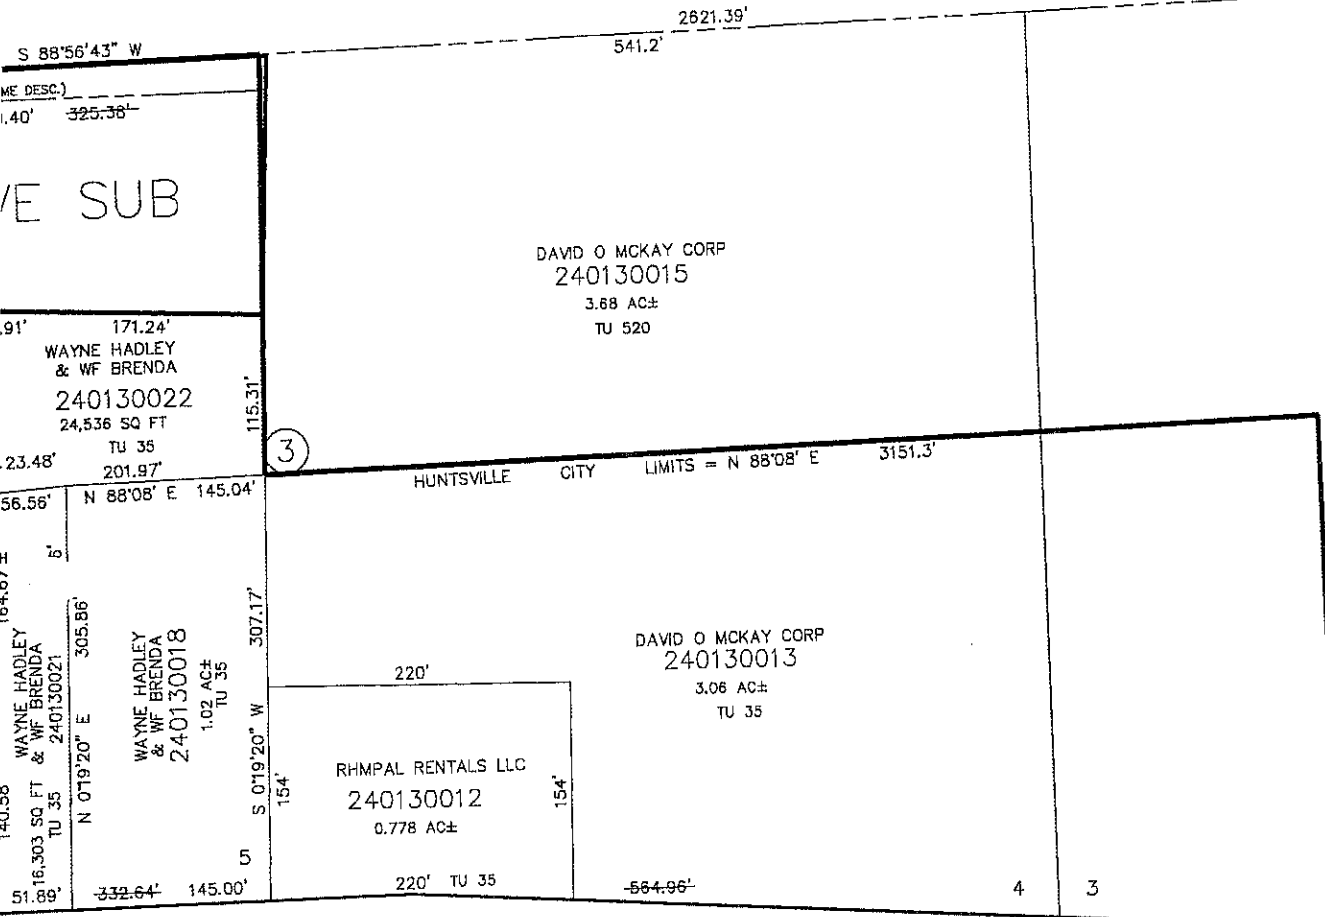 2621.39'
S 88°56'43" W
541.2'
ME DESC.)
.40' 325.38'
VE SUB
DAVID O MCKAY CORP
240130015
3.68 AC±
TU 520
.91' 171.24'
WAYNE HADLEY
& WF BRENDA
240130022
24,536 SQ FT
TU 35
115.31'
23.48' 201.97'
3
HUNTSVILLE CITY LIMITS = N 88°08' E 3151.3'
56.56' N 88°08' E 145.04'
164.67
WAYNE HADLEY
& WF BRENDA
240130021
16,303 SQ FT
TU 35
140.58
51.89'
N 0°19'20" E 305.86'
WAYNE HADLEY
& WF BRENDA
240130018
1.02 AC±
TU 35
S 0°19'20" W 307.17'
5
332.64' 145.00'
220'
154'
RHMPAL RENTALS LLC
240130012
0.778 AC±
154'
220' TU 35
DAVID O MCKAY CORP
240130013
3.06 AC±
TU 35
564.96'
4 3